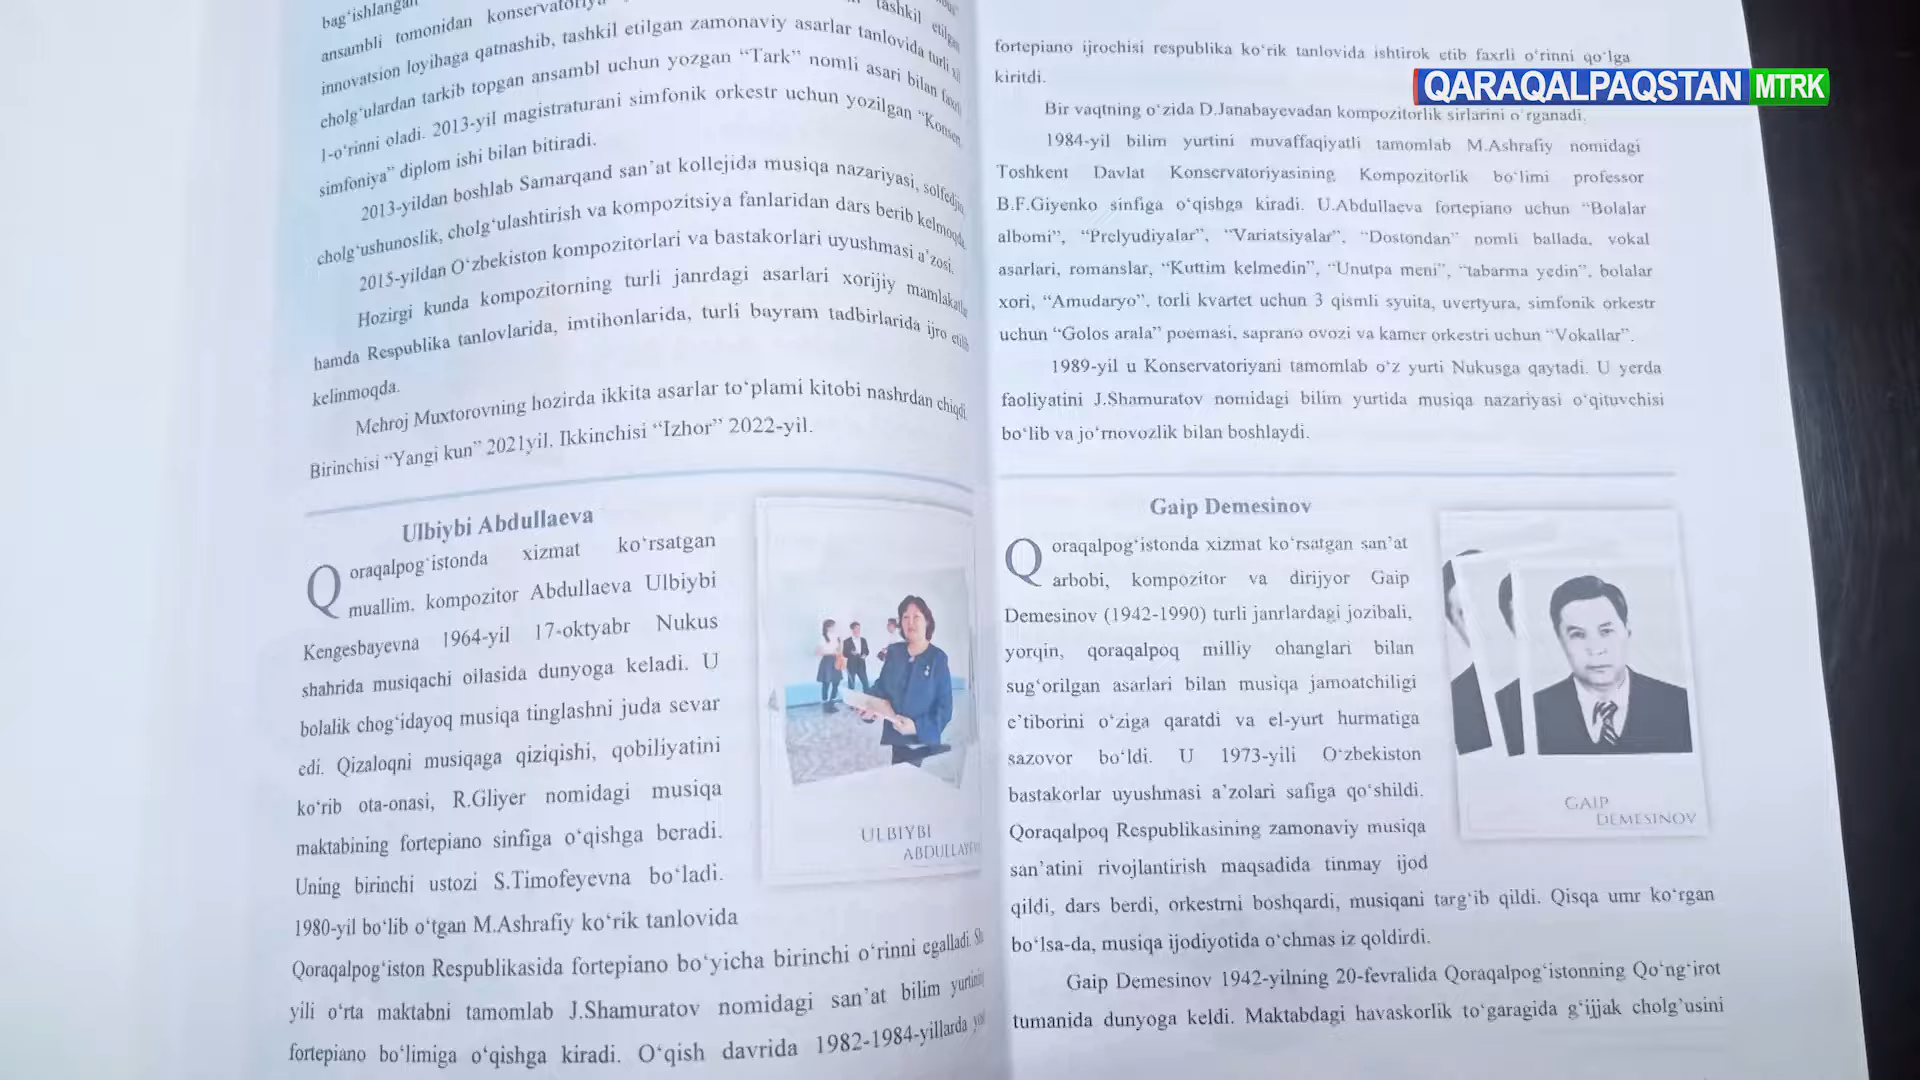 bag‘ishlangan
ansambli tomonidan konservatoriya tashkil etilgan
innovatsion loyihaga qatnashib, tashkil etilgan zamonaviy asarlar tanlovida turli xil
cholg‘ulardan tarkib topgan ansambl uchun yozgan “Tark” nomli asari bilan faxrli
1-o‘rinni oladi. 2013-yil magistraturani simfonik orkestr uchun yozilgan “Konsert
simfoniya” diplom ishi bilan bitiradi.
2013-yildan boshlab Samarqand san’at kollejida musiqa nazariyasi, solfedjio,
cholg‘ushunoslik, cholg‘ulashtirish va kompozitsiya fanlaridan dars berib kelmoqda.
2015-yildan O‘zbekiston kompozitorlari va bastakorlari uyushmasi a’zosi.
Hozirgi kunda kompozitorning turli janrdagi asarlari xorijiy mamlakatlar
hamda Respublika tanlovlarida, imtihonlarida, turli bayram tadbirlarida ijro etilib
kelinmoqda.
Mehroj Muxtorovning hozirda ikkita asarlar to‘plami kitobi nashrdan chiqdi.
Birinchisi “Yangi kun” 2021yil. Ikkinchisi “Izhor” 2022-yil.
Ulbiybi Abdullaeva
Qoraqalpog‘istonda xizmat ko‘rsatgan
muallim, kompozitor Abdullaeva Ulbiybi
Kengesbayevna 1964-yil 17-oktyabr Nukus
shahrida musiqachi oilasida dunyoga keladi. U
bolalik chog‘idayoq musiqa tinglashni juda sevar
edi. Qizaloqni musiqaga qiziqishi, qobiliyatini
ko‘rib ota-onasi, R.Gliyer nomidagi musiqa
maktabining fortepiano sinfiga o‘qishga beradi.
Uning birinchi ustozi S.Timofeyevna bo‘ladi.
1980-yil bo‘lib o‘tgan M.Ashrafiy ko‘rik tanlovida
Qoraqalpog‘iston Respublikasida fortepiano bo‘yicha birinchi o‘rinni egalladi.
yili o‘rta maktabni tamomlab J.Shamuratov nomidagi san’at bilim yurtining
fortepiano bo‘limiga o‘qishga kiradi. O‘qish davrida 1982-1984-yillarda
ULBIYBI
ABDULLAYEVA
fortepiano ijrochisi respublika ko‘rik tanlovida ishtirok etib faxrli o‘rinni qo‘lga
kiritdi.
QARAQALPAQSTAN MTRK
Bir vaqtning o‘zida D.Janabayevadan kompozitorlik sirlarini o‘rganadi.
1984-yil bilim yurtini muvaffaqiyatli tamomlab M.Ashrafiy nomidagi
Toshkent Davlat Konservatoriyasining Kompozitorlik bo‘limi professor
B.F.Giyenko sinfiga o‘qishga kiradi. U.Abdullaeva fortepiano uchun “Bolalar
albomi”, “Prelyudiyalar”, “Variatsiyalar”, “Dostondan” nomli ballada, vokal
asarlari, romanslar, “Kuttim kelmedin”, “Unutpa meni”, “tabarma yedin”, bolalar
xori, “Amudaryo”, torli kvartet uchun 3 qismli syuita, uvertyura, simfonik orkestr
uchun “Golos arala” poemasi, saprano ovozi va kamer orkestri uchun “Vokallar”.
1989-yil u Konservatoriyani tamomlab o‘z yurti Nukusga qaytadi. U yerda
faoliyatini J.Shamuratov nomidagi bilim yurtida musiqa nazariyasi o‘qituvchisi
bo‘lib va jo‘rnovozlik bilan boshlaydi.
Gaip Demesinov
Qoraqalpog‘istonda xizmat ko‘rsatgan san’at
arbobi, kompozitor va dirijyor Gaip
Demesinov (1942-1990) turli janrlardagi jozibali,
yorqin, qoraqalpoq milliy ohanglari bilan
sug‘orilgan asarlari bilan musiqa jamoatchiligi
e’tiborini o‘ziga qaratdi va el-yurt hurmatiga
sazovor bo‘ldi. U 1973-yili O‘zbekiston
bastakorlar uyushmasi a’zolari safiga qo‘shildi.
Qoraqalpoq Respublikasining zamonaviy musiqa
san’atini rivojlantirish maqsadida tinmay ijod
qildi, dars berdi, orkestrni boshqardi, musiqani targ‘ib qildi. Qisqa umr ko‘rgan
bo‘lsa-da, musiqa ijodiyotida o‘chmas iz qoldirdi.
Gaip Demesinov 1942-yilning 20-fevralida Qoraqalpog‘istonning Qo‘ng‘irot
tumanida dunyoga keldi. Maktabdagi havaskorlik to‘garagida g‘ijjak cholg’usini
GAIP
DEMESINOV